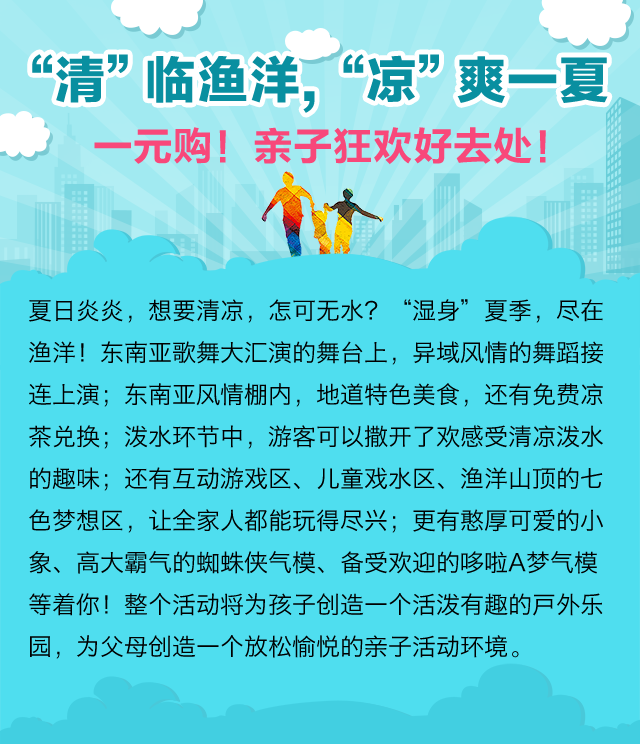 “清”临渔洋，“凉”爽一夏
一元购！亲子狂欢好去处！
夏日炎炎，想要清凉，怎可无水？“湿身”夏季，尽在
渔洋！东南亚歌舞大汇演的舞台上，异域风情的舞蹈接
连上演；东南亚风情棚内，地道特色美食，还有免费凉
茶兑换；泼水环节中，游客可以撒开了欢感受清凉泼水
的趣味；还有互动游戏区、儿童戏水区、渔洋山顶的七
色梦想区，让全家人都能玩得尽兴；更有憨厚可爱的小
象、高大霸气的蜘蛛侠气模、备受欢迎的哆啦A梦气模
等着你！整个活动将为孩子创造一个活泼有趣的戸外乐
园，为父母创造一个放松愉悦的亲子活动环境。